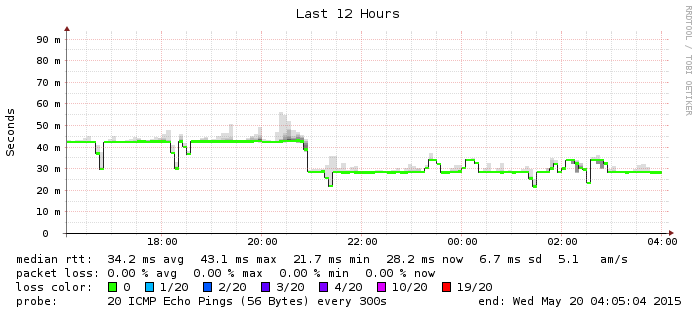 Last 12 Hours
RRDTOOL / TOBI OETIKER
Seconds
90 m
80 m
70 m
60 m
50 m
40 m
30 m
20 m
10 m
0
18:00 20:00 22:00 00:00 02:00 04:00
median rtt: 34.2 ms avg 43.1 ms max 21.7 ms min 28.2 ms now 6.7 ms sd 5.1 am/s
packet loss: 0.00 % avg 0.00 % max 0.00 % min 0.00 % now
loss color: 0 1/20 2/20 3/20 4/20 10/20 19/20
probe: 20 ICMP Echo Pings (56 Bytes) every 300s end: Wed May 20 04:05:04 2015